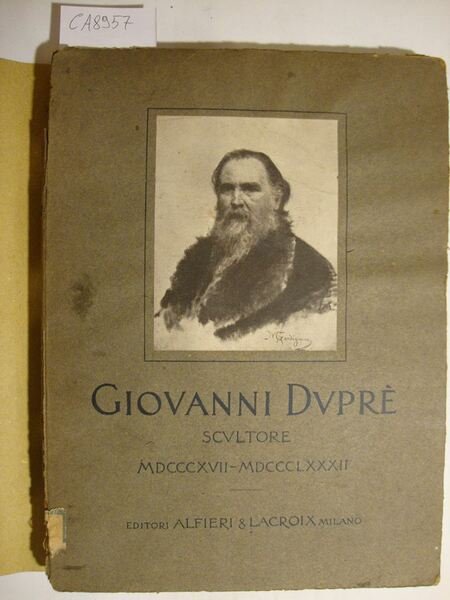 CA8957
GIOVANNI DVPRÈ
SCVLTORE
MDCCCXVII-MDCCCLXXXII
EDITORI ALFIERI & LACROIX MILANO